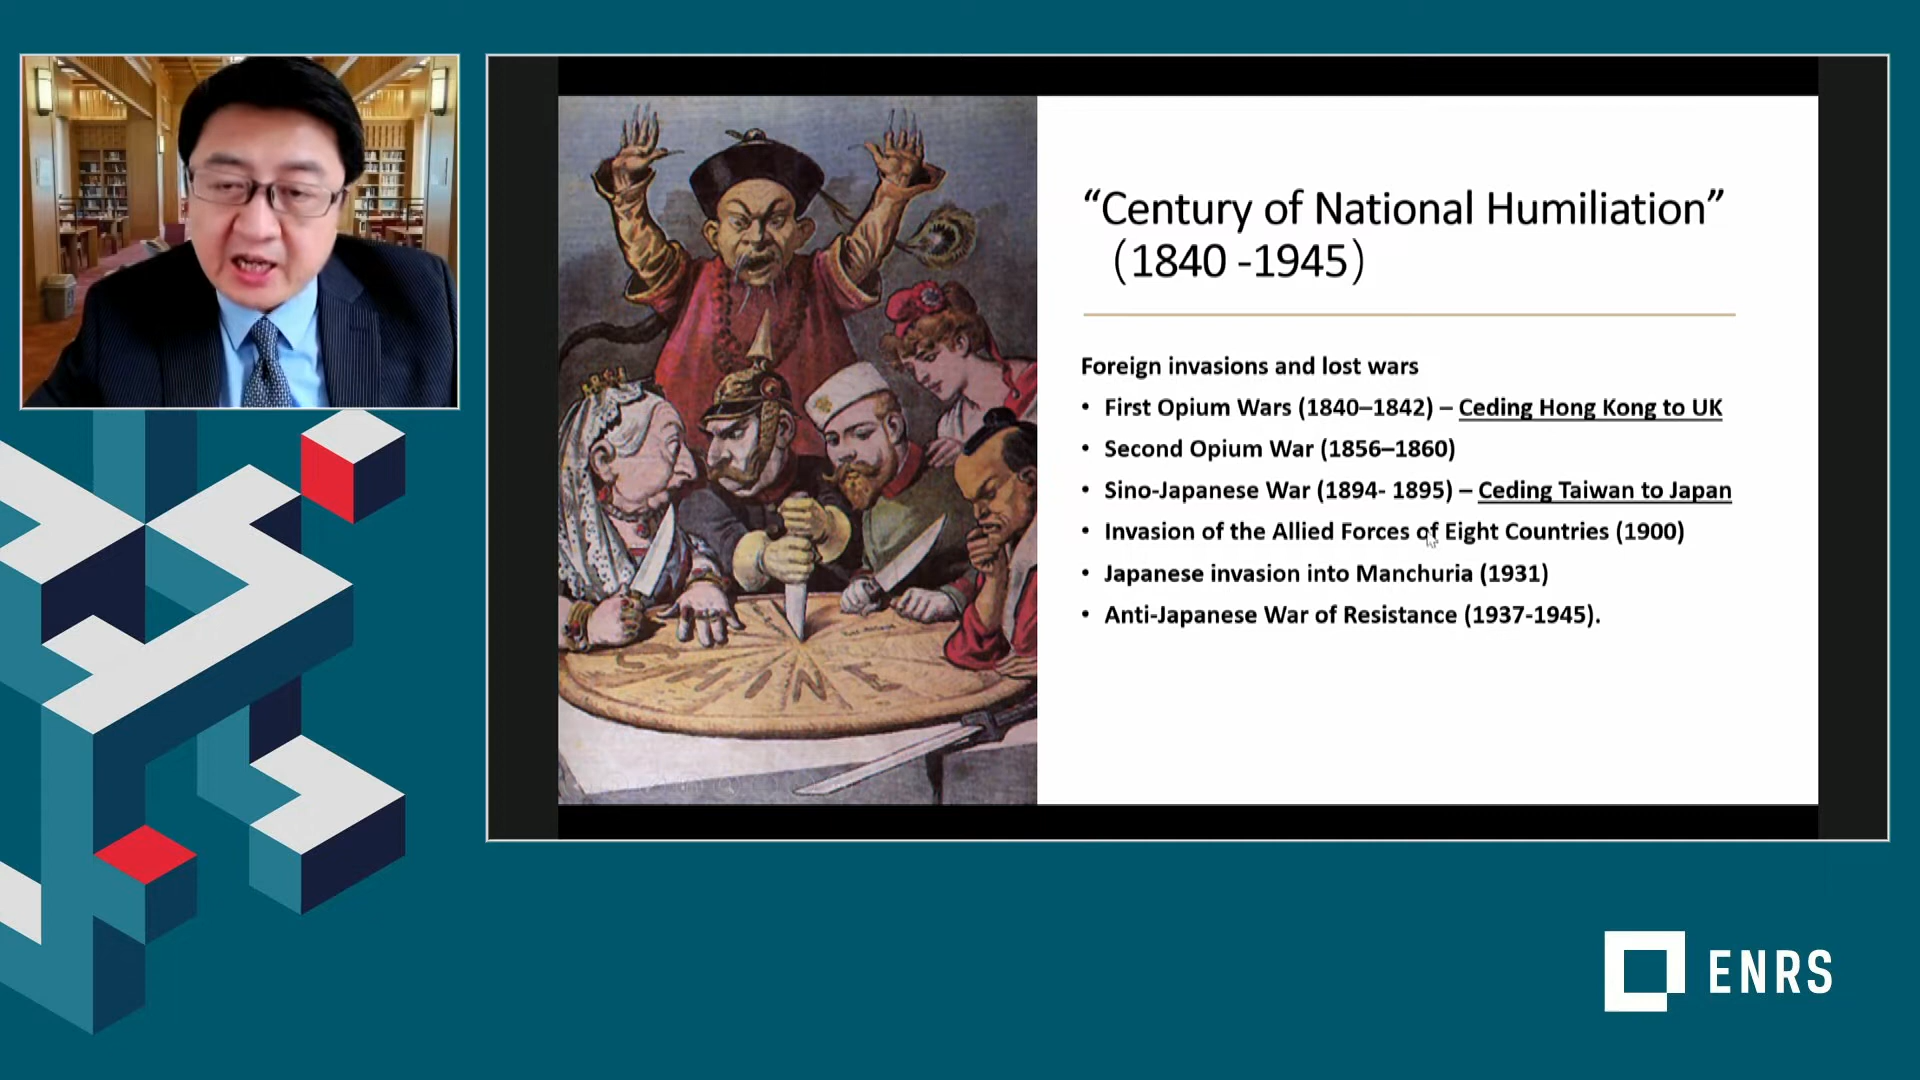 “Century of National Humiliation”
（1840 -1945）
Foreign invasions and lost wars
• First Opium Wars (1840–1842) – Ceding Hong Kong to UK
• Second Opium War (1856–1860)
• Sino-Japanese War (1894- 1895) – Ceding Taiwan to Japan
• Invasion of the Allied Forces of Eight Countries (1900)
• Japanese invasion into Manchuria (1931)
• Anti-Japanese War of Resistance (1937-1945).
CHINE
ENRS